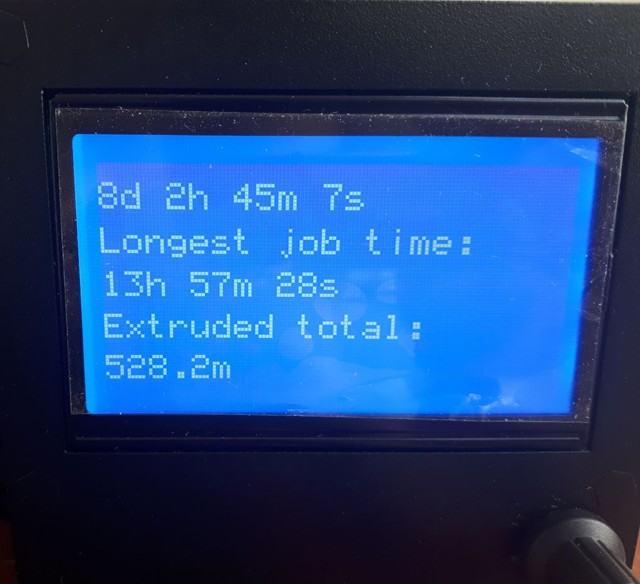 8d 2h 45m 7s
Longest job time:
13h 57m 28s
Extruded total:
528.2m